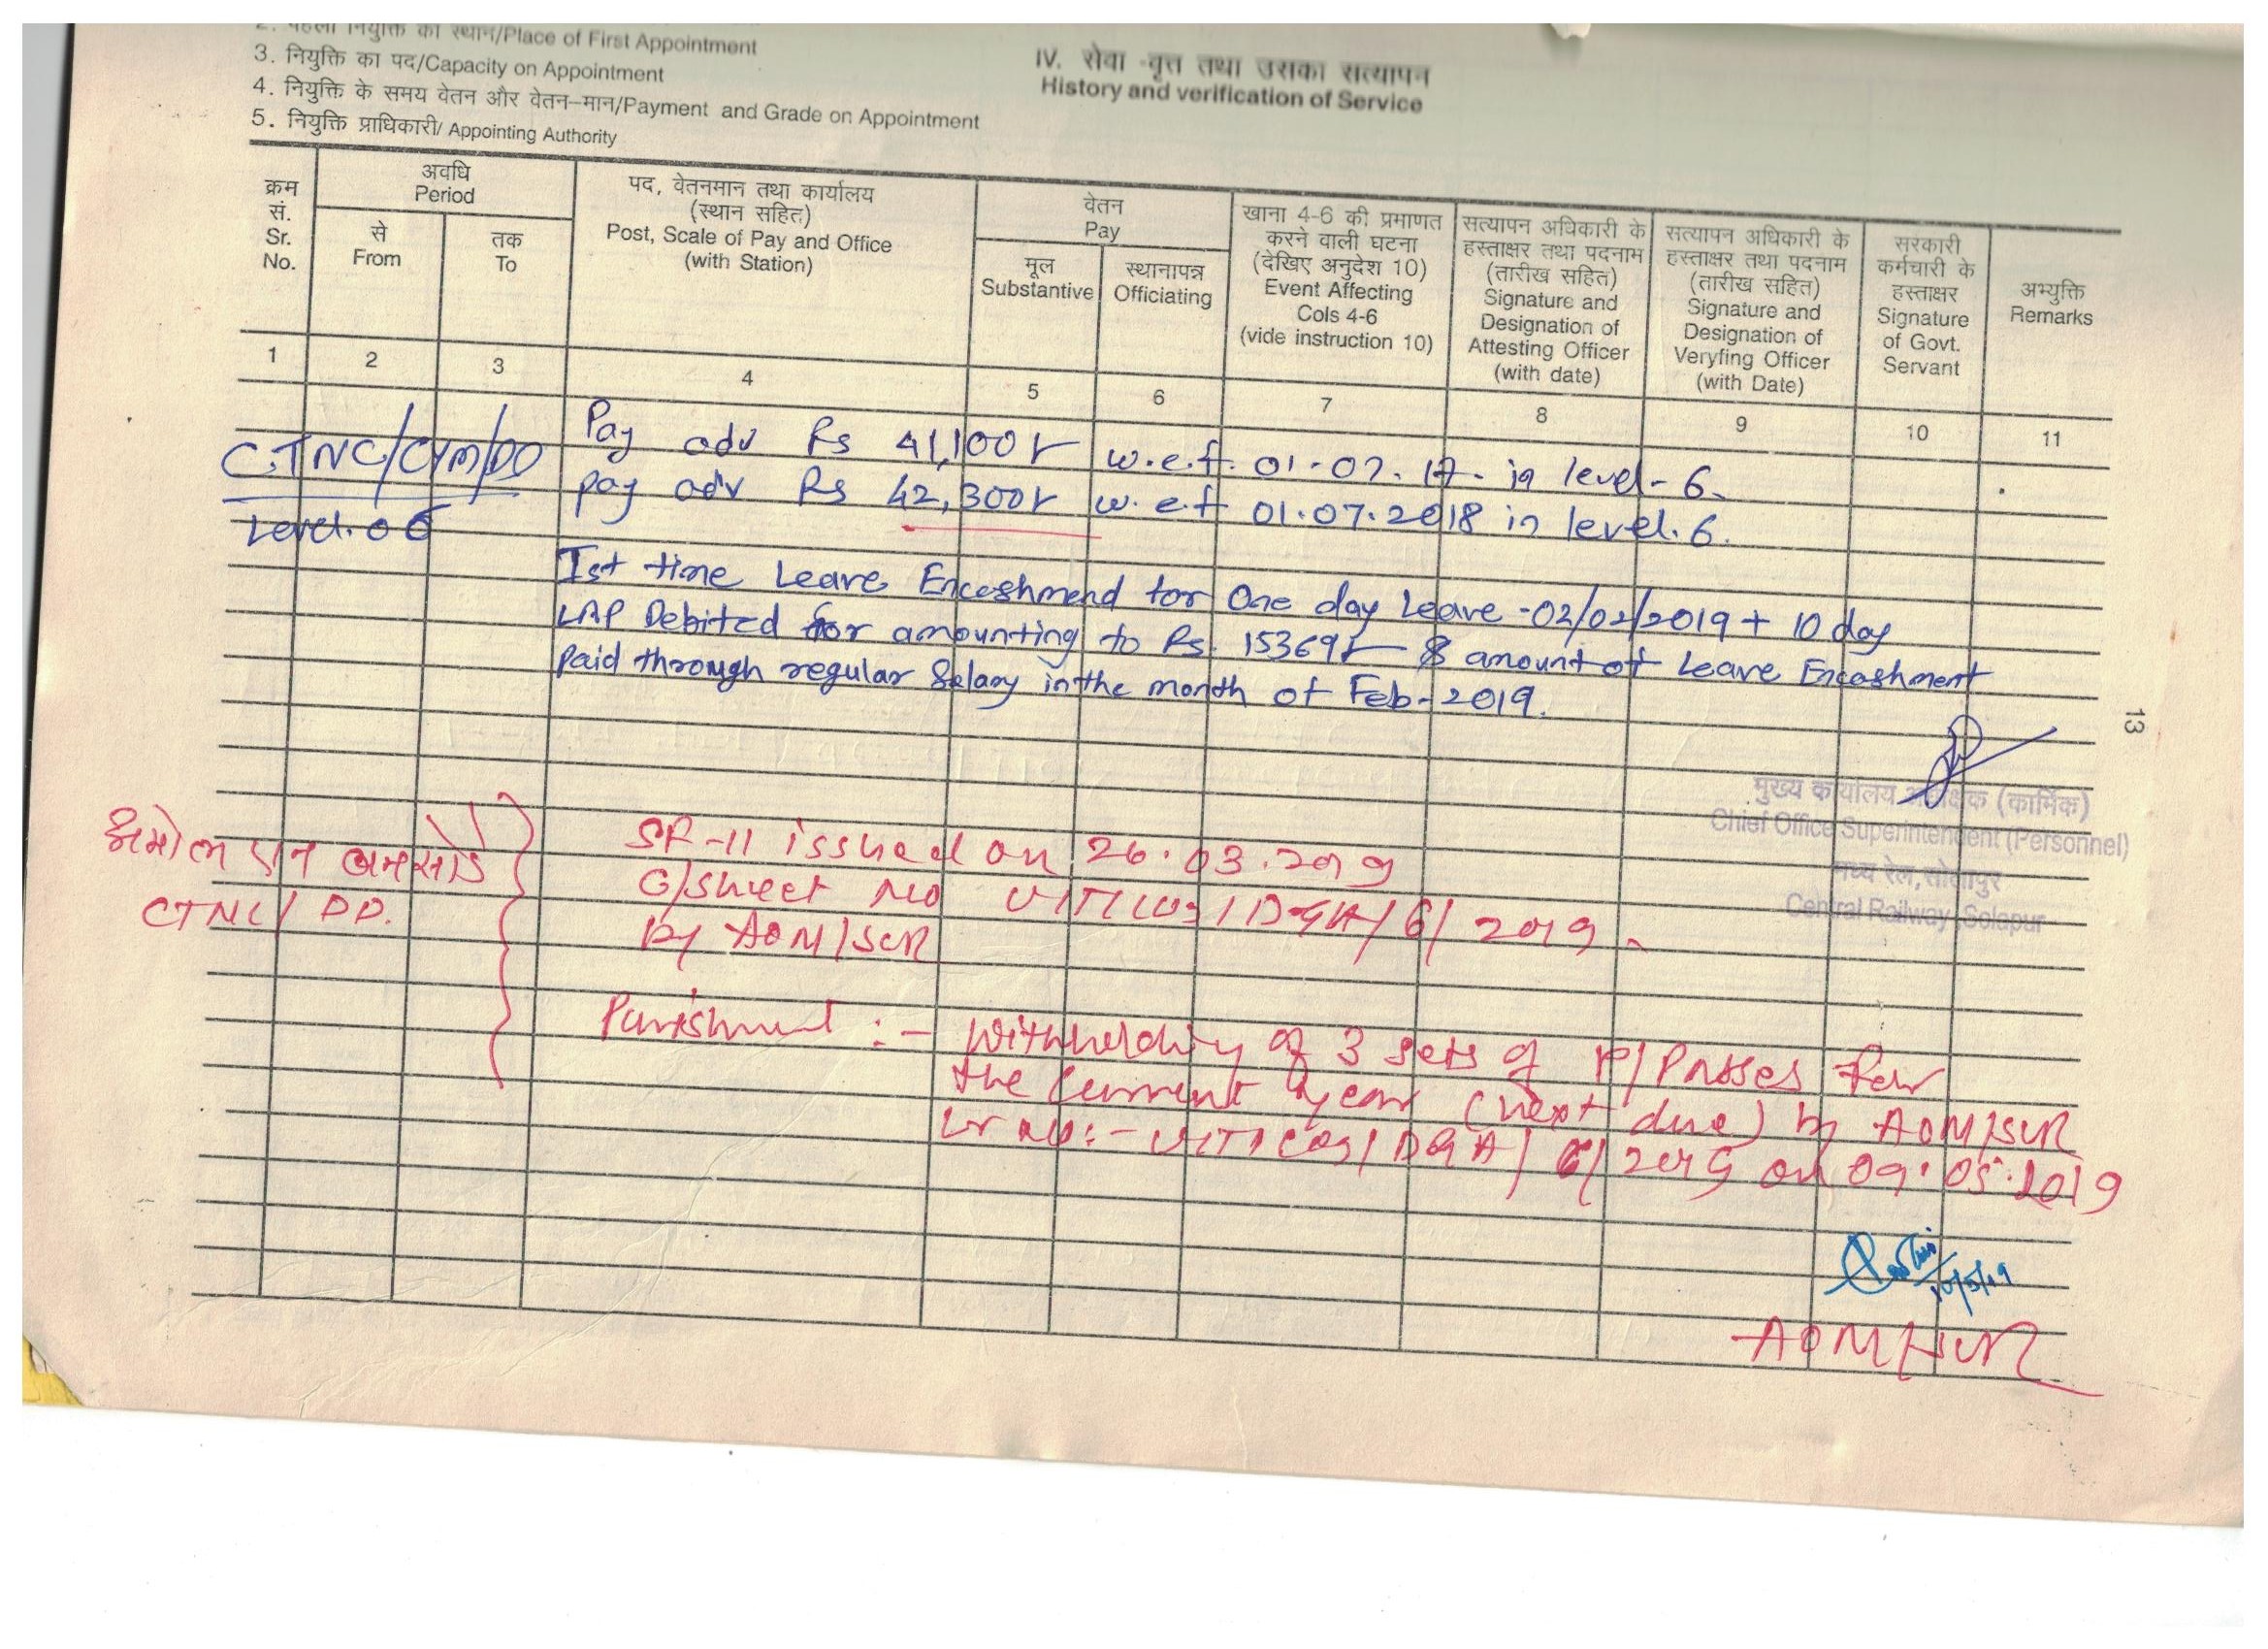 2. पहली नियुक्ति का स्थान/Place of First Appointment
3. नियुक्ति का पद/Capacity on Appointment
4. नियुक्ति के समय वेतन और वेतन-मान/Payment and Grade on Appointment
5. नियुक्ति प्राधिकारी/ Appointing Authority
IV. सेवा -वृत्त तथा उसका सत्यापन
History and verification of Service
क्रम सं. Sr. No.
अवधि Period
से From
तक To
पद, वेतनमान तथा कार्यालय (स्थान सहित) Post, Scale of Pay and Office (with Station)
वेतन Pay
मूल Substantive
स्थानापन्न Officiating
खाना 4-6 की प्रमाणत करने वाली घटना (देखिए अनुदेश 10) Event Affecting Cols 4-6 (vide instruction 10)
सत्यापन अधिकारी के हस्ताक्षर तथा पदनाम (तारीख सहित) Signature and Designation of Attesting Officer (with date)
सत्यापन अधिकारी के हस्ताक्षर तथा पदनाम (तारीख सहित) Signature and Designation of Veryfing Officer (with Date)
सरकारी कर्मचारी के हस्ताक्षर Signature of Govt. Servant
अभ्युक्ति Remarks
1 2 3 4 5 6 7 8 9 10 11
CTNC/CYM/DD
Level.06
Pay adv Rs 41,100/- w.e.f. 01.07.17. in level-6.
pay adv Rs 42,300/- w.e.f 01.07.2018 in level.6.
Ist time Leave Encashmend for One day Leave -02/02/2019 + 10 day
LAP Debited for amounting to Rs. 15369/- & amount of Leave Encashment
paid through regular Salary in the month of Feb-2019.
13
मुख्य कार्यालय अधीक्षक (कार्मिक)
Chief Office Superintendent (Personnel)
मध्य रेल, सोलापुर
Central Railway, Solapur
CTNC/ DD.
SR-11 issued on 26.03.2019
C/sheet No /DGA/6/2019
by AOM/SUR
Punishment :- Withholding of 3 sets of P/Passes for
the current year (next due) by AOM/SUR
Lr No:- /DGA/6/2019 on 09.05.2019
10/5/19
AOM/SUR